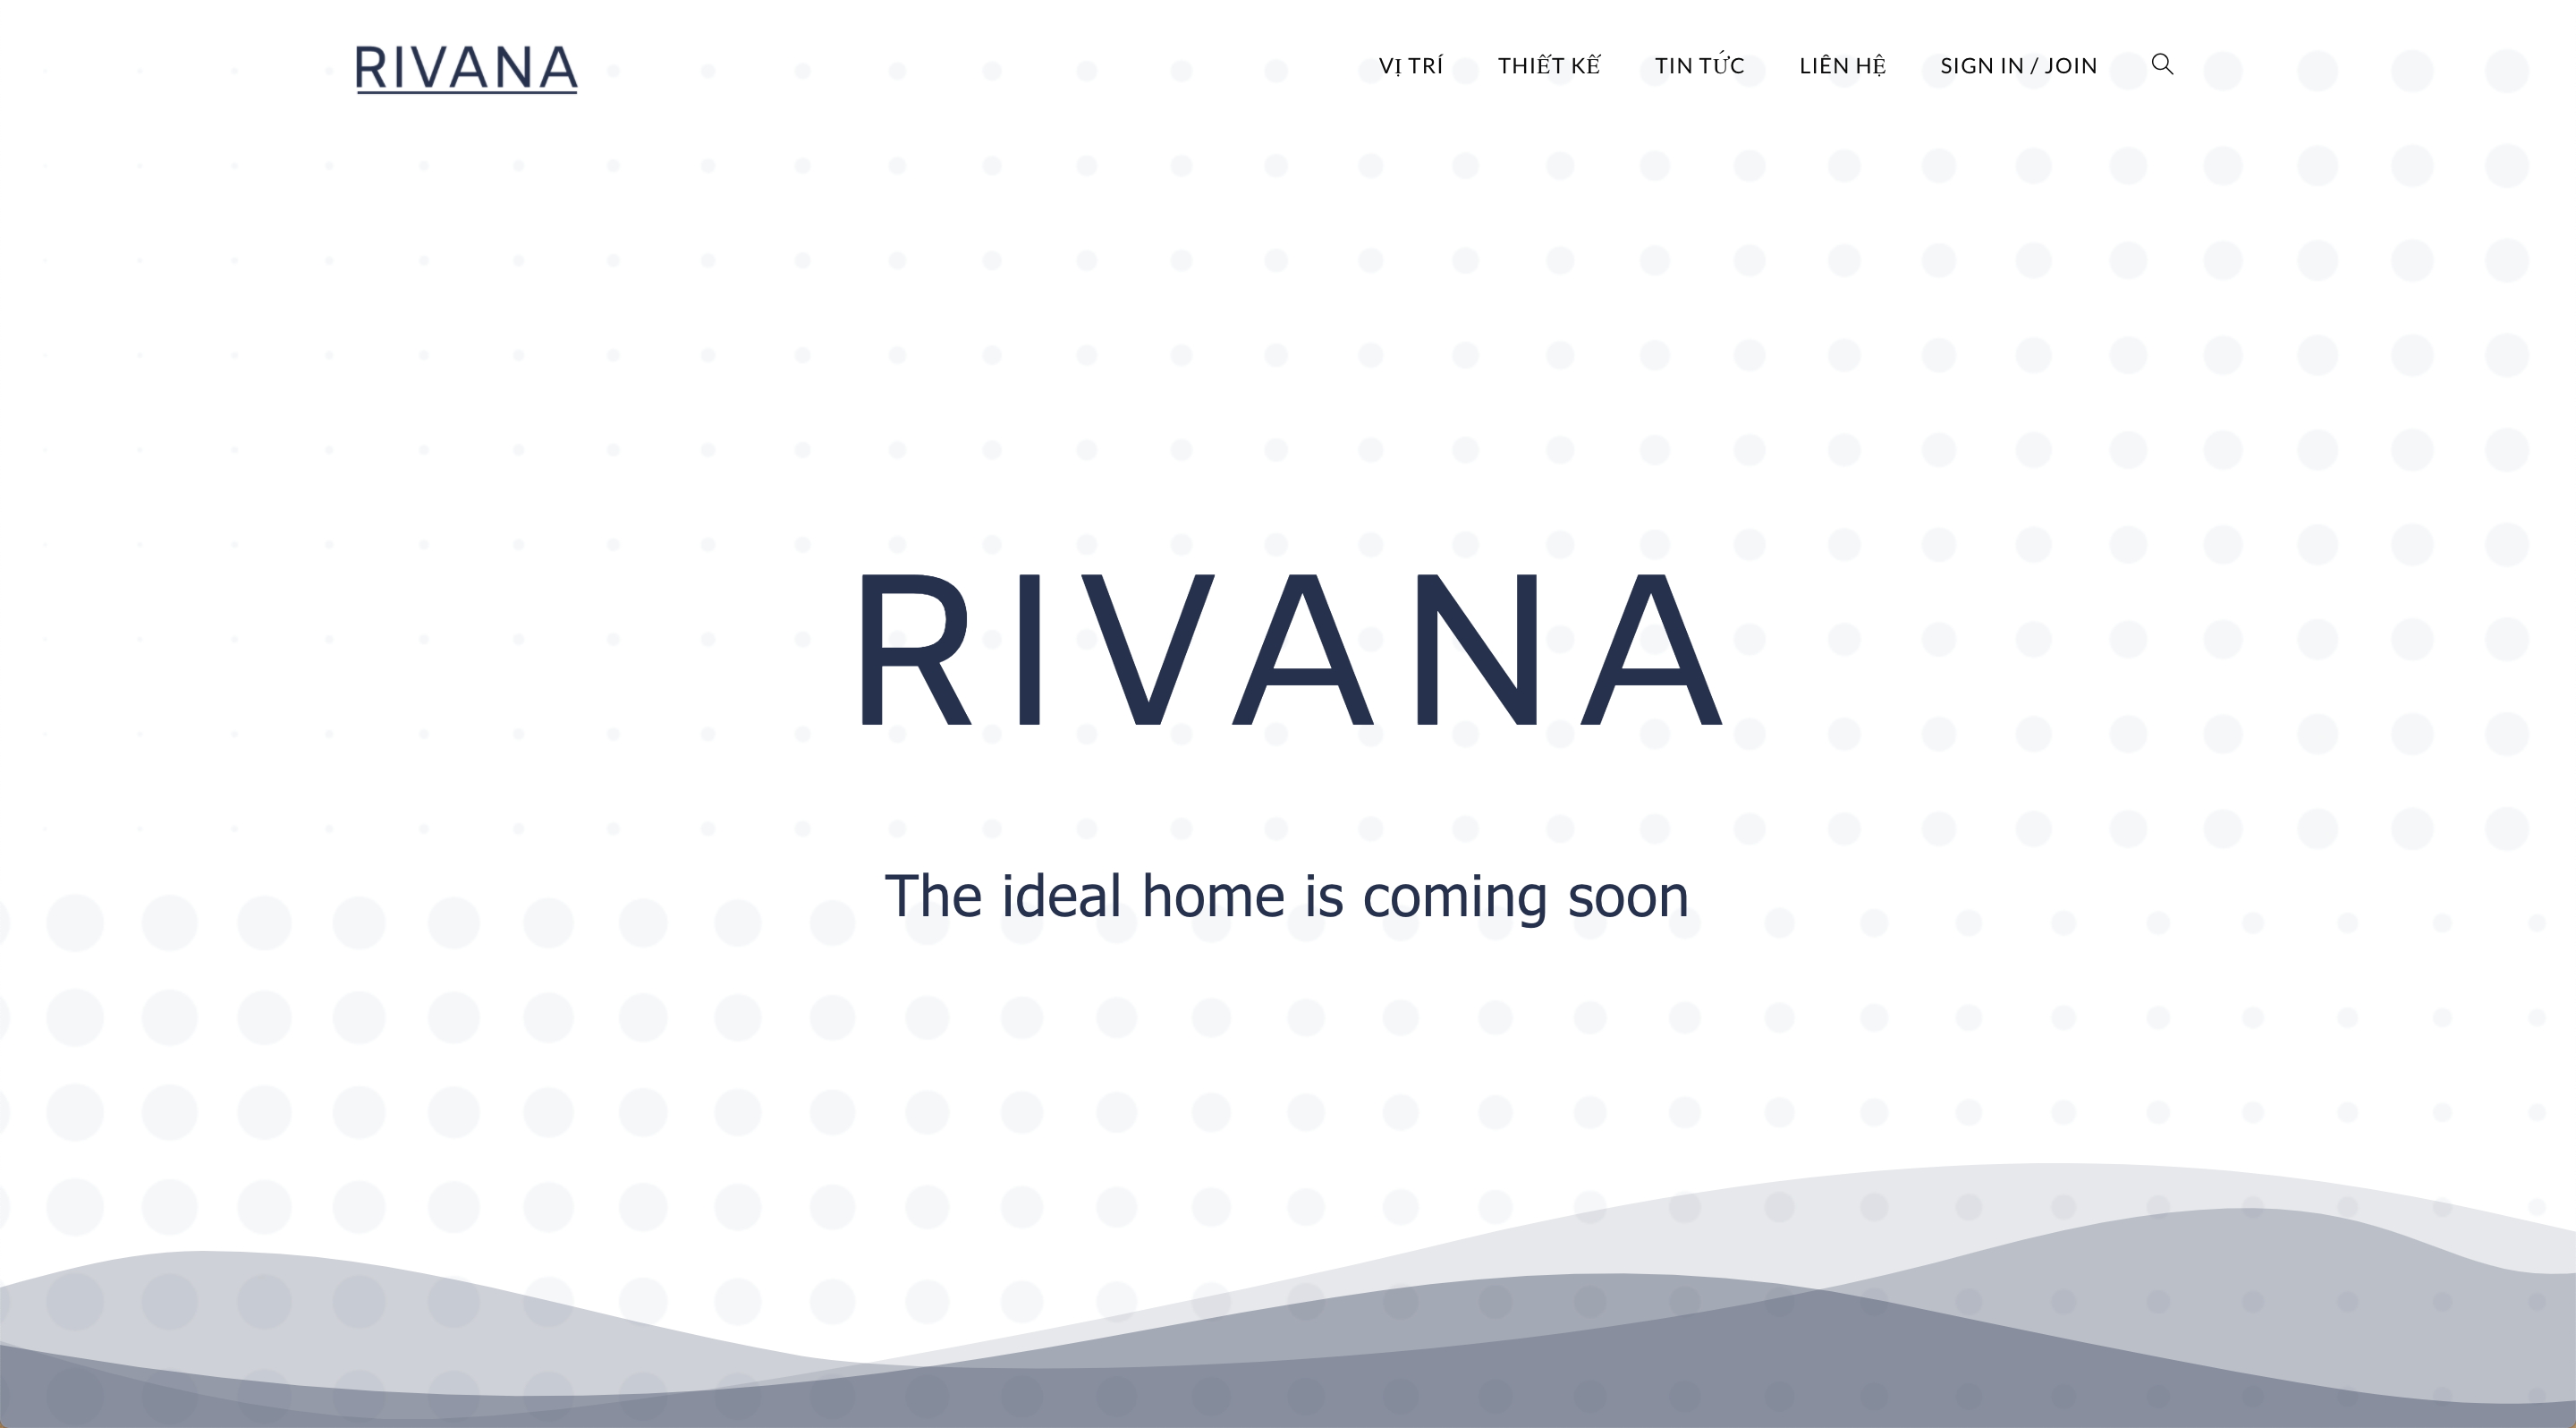 RIVANA
VỊ TRÍ THIẾT KẾ TIN TỨC LIÊN HỆ SIGN IN / JOIN
RIVANA
The ideal home is coming soon